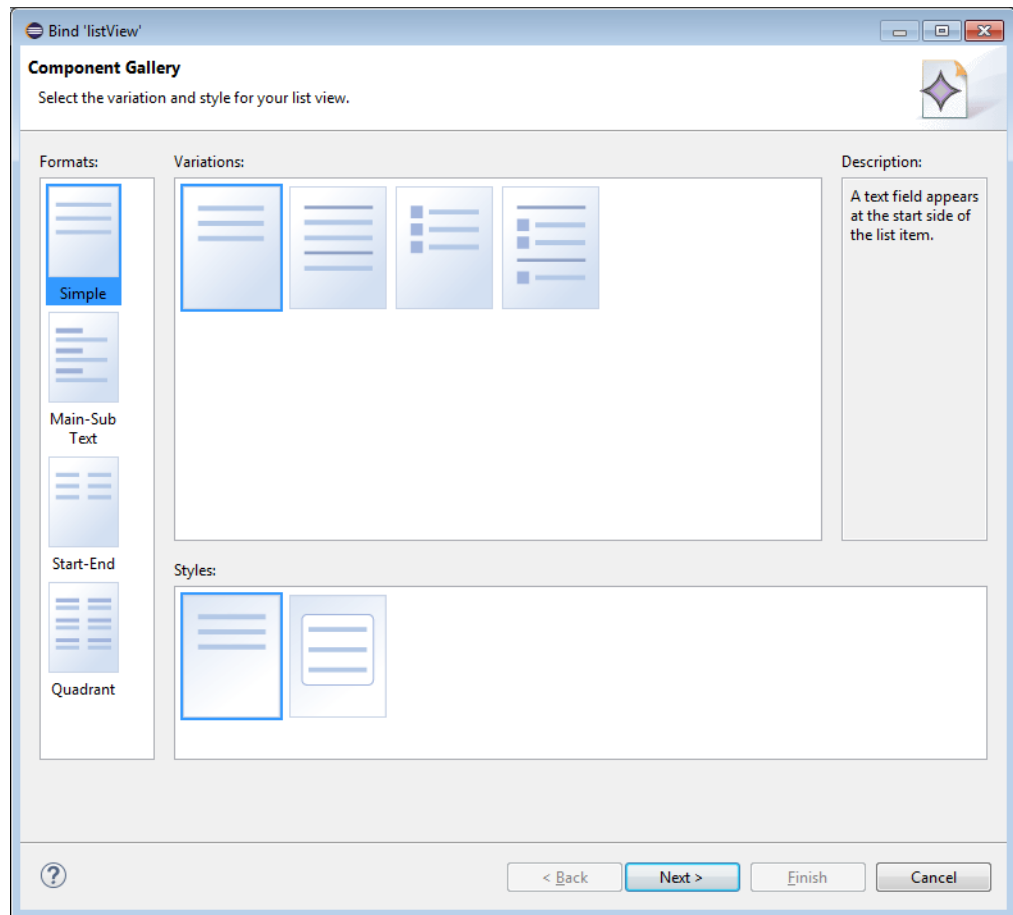 Bind 'listView'
Component Gallery
Select the variation and style for your list view.
Formats:
Variations:
Description:
Simple
Main-Sub
Text
Start-End
Quadrant
A text field appears
at the start side of
the list item.
Styles:
?
< Back
Next >
Finish
Cancel